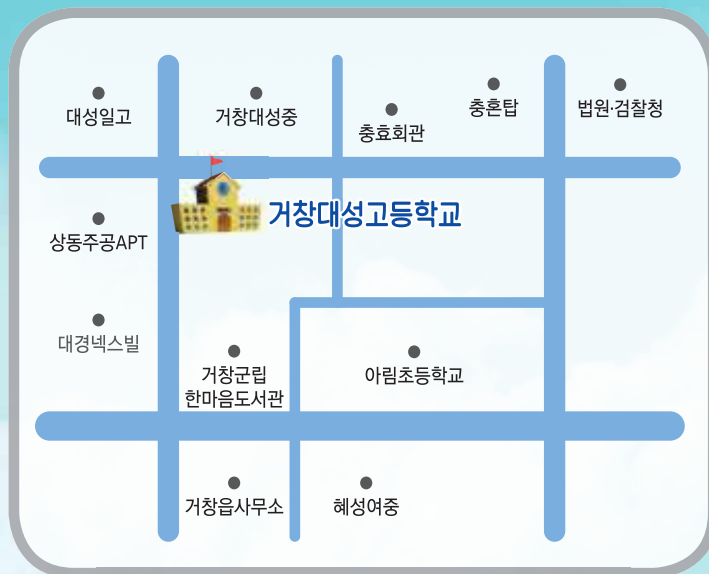 대성일고
거창대성중
충효회관
충혼탑
법원·검찰청
거창대성고등학교
상동주공APT
대경넥스빌
거창군립
한마음도서관
아림초등학교
거창읍사무소
혜성여중